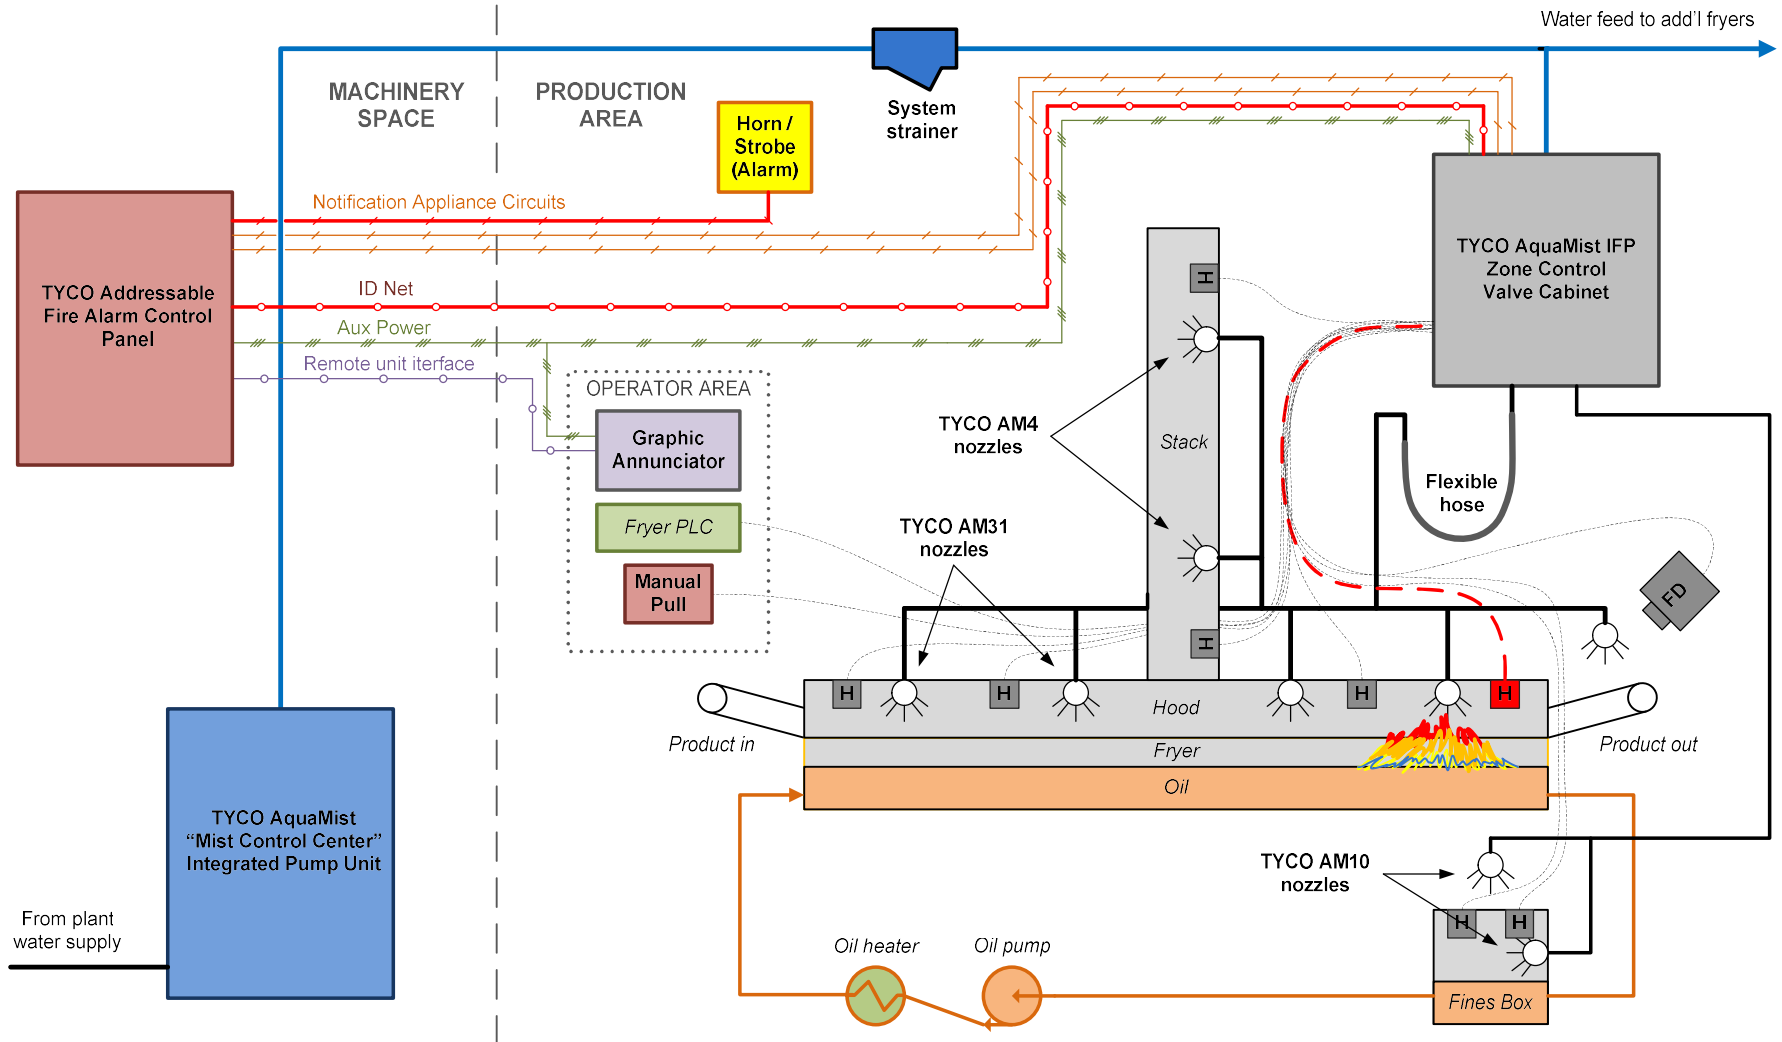 Water feed to add'l fryers
MACHINERY
SPACE
PRODUCTION
AREA
System
strainer
Horn /
Strobe
(Alarm)
Notification Appliance Circuits
TYCO Addressable
Fire Alarm Control
Panel
ID Net
Aux Power
Remote unit iterface
TYCO AquaMist IFP
Zone Control
Valve Cabinet
H
OPERATOR AREA
Graphic
Annunciator
Fryer PLC
Manual
Pull
TYCO AM4
nozzles
Stack
Flexible
hose
TYCO AM31
nozzles
FD
H
H
H
H
H
Hood
Product in
Fryer
Product out
Oil
TYCO AquaMist
“Mist Control Center”
Integrated Pump Unit
TYCO AM10
nozzles
From plant
water supply
H
H
Oil heater
Oil pump
Fines Box